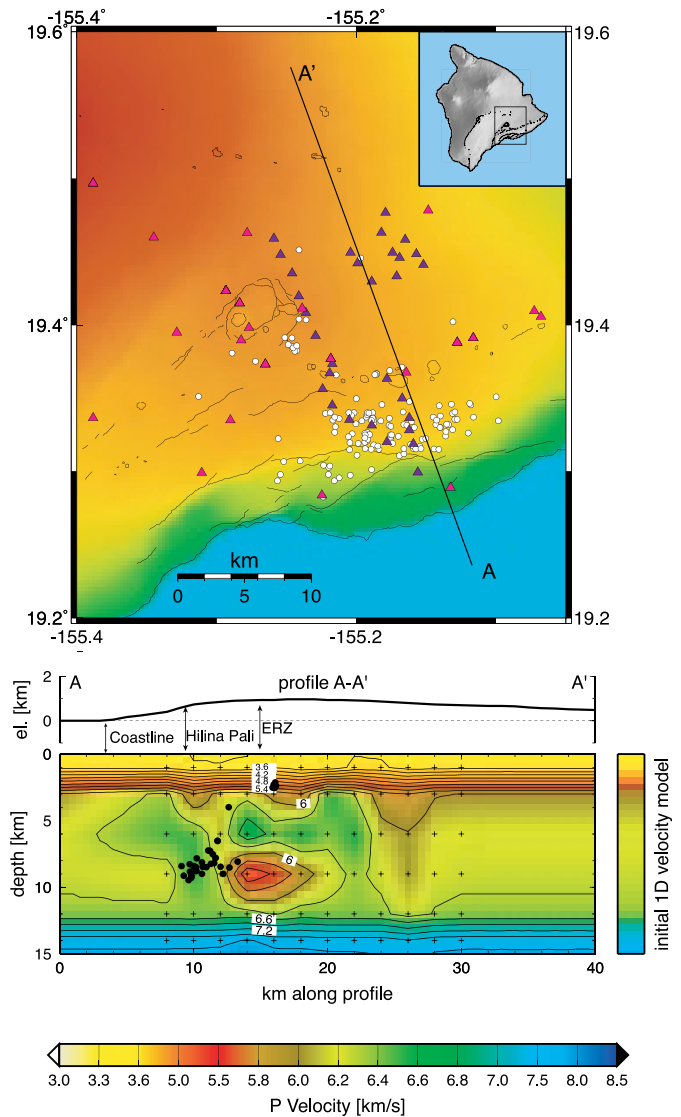 -155.4˚
-155.2˚
19.6˚
19.6
A'
19.4˚
19.4
km
0 5 10
A
19.2˚
19.2
-155.4
-155.2
2
A
profile A-A'
A'
el. [km]
0
Coastline
Hilina Pali
ERZ
0
3.6
4.2
4.8
5.4
6
5
6
10
6.6
7.2
15
depth [km]
initial 1D velocity model
0 10 20 30 40
km along profile
3.0 3.3 3.6 5.0 5.5 5.8 6.0 6.2 6.4 6.6 6.8 7.0 7.5 8.0 8.5
P Velocity [km/s]